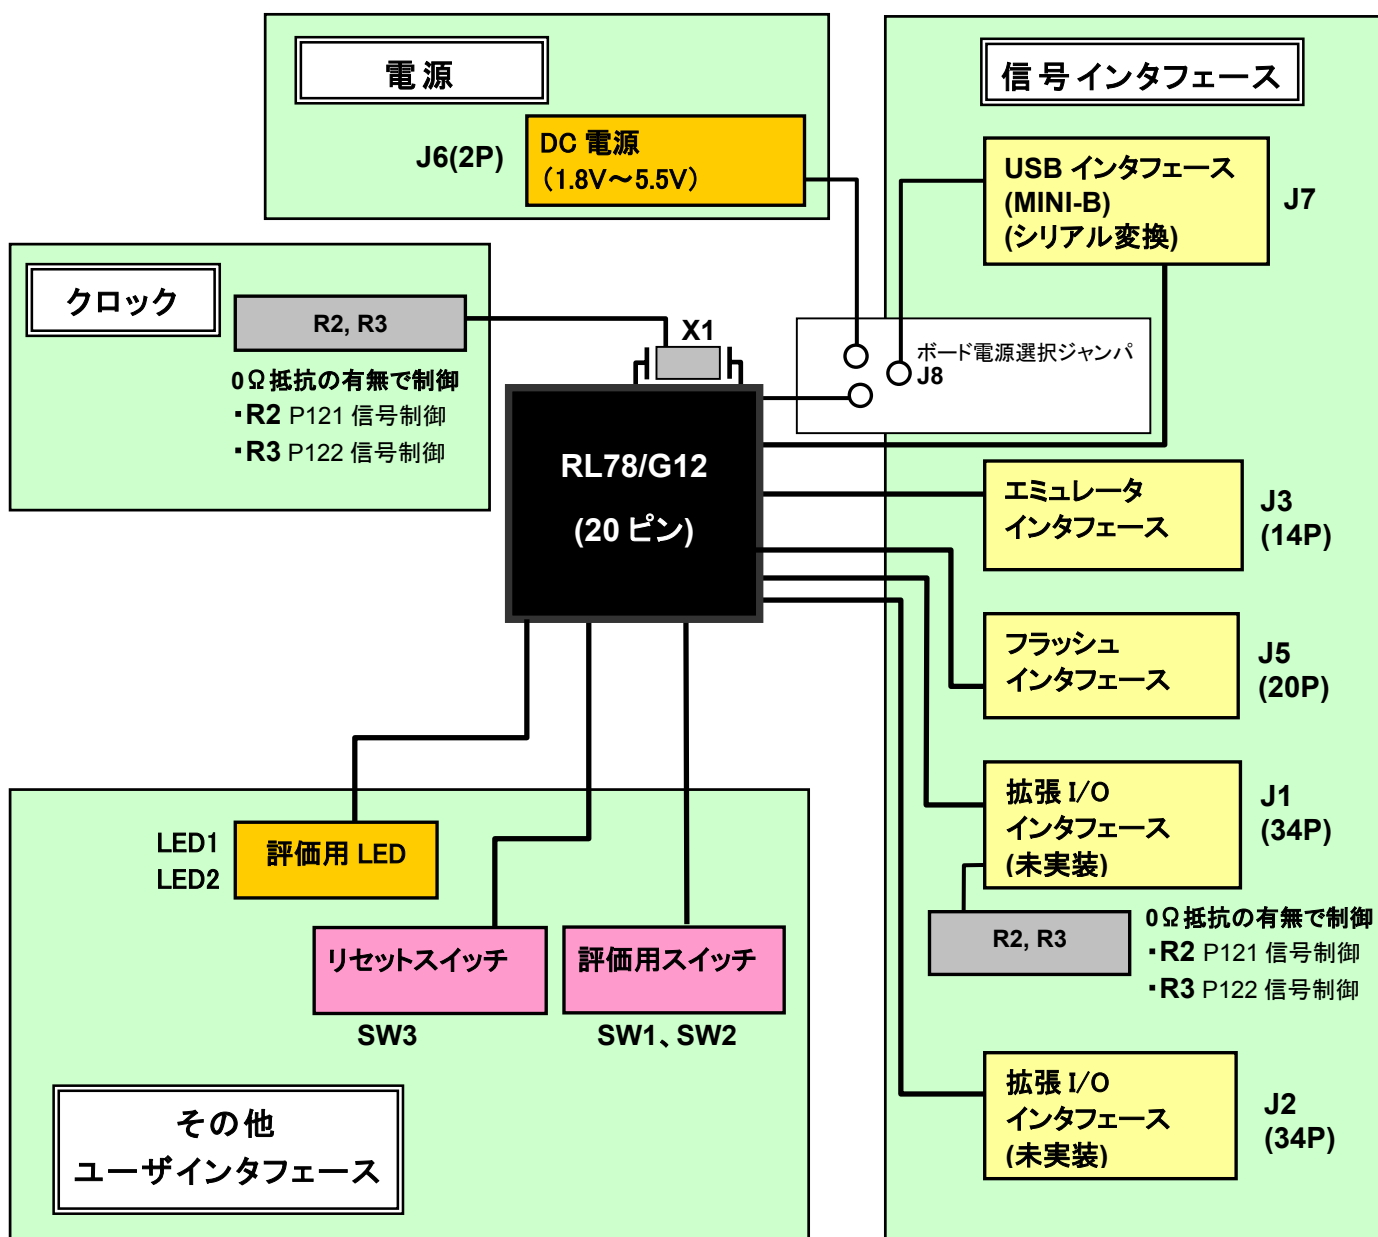 電源
J6(2P)
DC 電源
(1.8V～5.5V)
信号インタフェース
USB インタフェース
(MINI-B)
(シリアル変換)
J7
クロック
R2, R3
0Ω抵抗の有無で制御
・R2 P121 信号制御
・R3 P122 信号制御
X1
ボード電源選択ジャンパ
J8
RL78/G12
(20 ピン)
エミュレータ
インタフェース
J3
(14P)
フラッシュ
インタフェース
J5
(20P)
拡張 I/O
インタフェース
(未実装)
J1
(34P)
R2, R3
0Ω抵抗の有無で制御
・R2 P121 信号制御
・R3 P122 信号制御
拡張 I/O
インタフェース
(未実装)
J2
(34P)
LED1
LED2
評価用 LED
リセットスイッチ
SW3
評価用スイッチ
SW1、SW2
その他
ユーザインタフェース